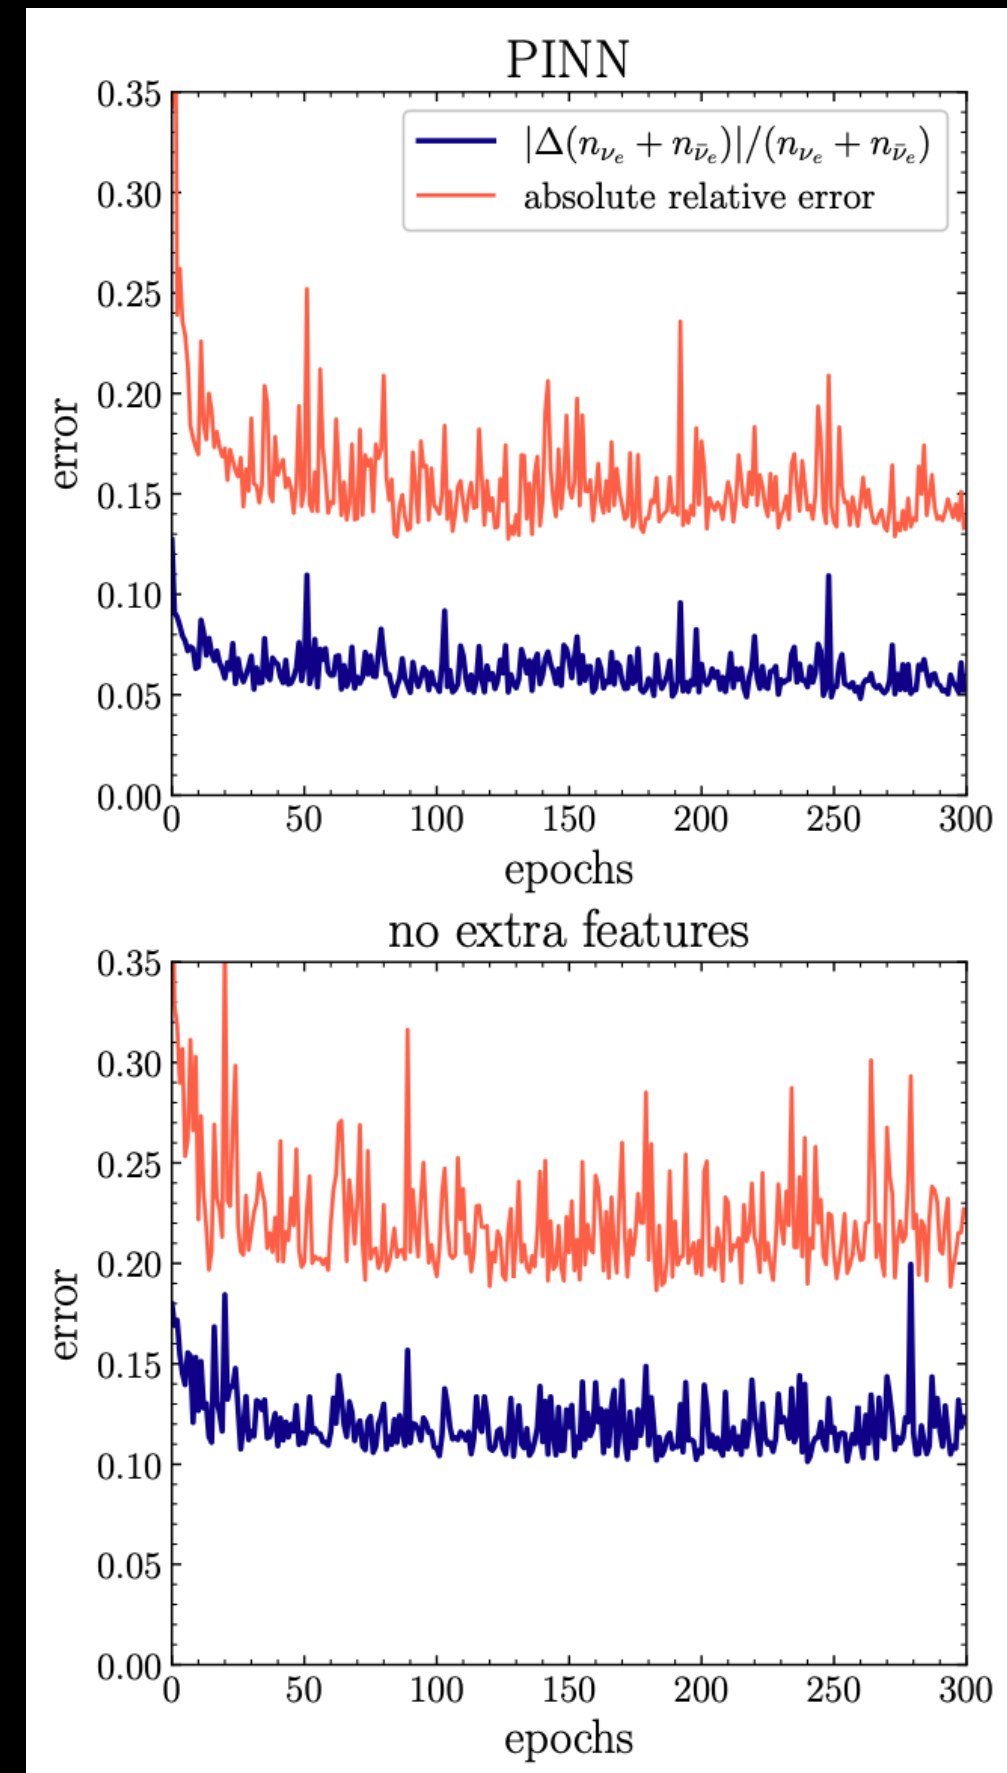 PINN
0.35
|Δ(n_{ν_e} + n_{ν̄_e})|/(n_{ν_e} + n_{ν̄_e})
absolute relative error
0.30
0.25
0.20
error
0.15
0.10
0.05
0.00
0 50 100 150 200 250 300
epochs
no extra features
0.35
0.30
0.25
0.20
error
0.15
0.10
0.05
0.00
0 50 100 150 200 250 300
epochs